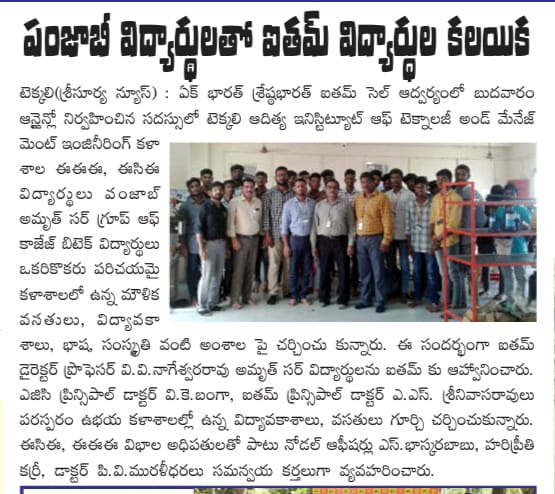 పంజాబీ విద్యార్థులతో ఐతమ్ విద్యార్థుల కలయిక
టెక్కలి(శ్రీసూర్య న్యూస్) : ఏక్ భారత్ శ్రేష్ఠభారత్ ఐతమ్ సెల్ ఆద్వర్యంలో బుదవారం
ఆన్లైన్లో నిర్వహించిన సదస్సులో టెక్కలి ఆదిత్య ఇనిస్టిట్యూట్ ఆఫ్ టెక్నాలజీ అండ్ మేనేజ్
మెంట్ ఇంజినీరింగ్ కళా
శాల ఈఈఈ, ఈసిఈ
విద్యార్థులు వంజాబ్
అమృత్ సర్ గ్రూప్ ఆఫ్
కాజేజ్ బిటెక్ విద్యార్థులు
ఒకరికొకరు పరిచయమై
కళాశాలలో ఉన్న మౌళిక
వనతులు, విద్యావకా
శాలు, భాష, సంస్కృతి వంటి అంశాల పై చర్చించు కున్నారు. ఈ సందర్భంగా ఐతమ్
డైరెక్టర్ ప్రొఫెసర్ వి.వి.నాగేశ్వరరావు అమృత్ సర్ విద్యార్థులను ఐతమ్ కు ఆహ్వానించారు.
ఎజిసి ప్రిన్సిపాల్ డాక్టర్ వి.కె.బంగా, ఐతమ్ ప్రిన్సిపాల్ డాక్టర్ ఎ.ఎస్. శ్రీనివాసరావులు
పరస్పరం ఉభయ కళాశాలల్లో ఉన్న విద్యావకాశాలు, వసతులు గూర్చి చర్చించుకున్నారు.
ఈసిఈ, ఈఈఈ విభాల అధిపతులతో పాటు నోడల్ ఆఫీషర్లు ఎస్.భాస్కరబాబు, హరిప్రీతి
కర్రీ, డాక్టర్ పి.వి.మురళీధరలు సమన్వయ కర్తలుగా వ్యవహరించారు.